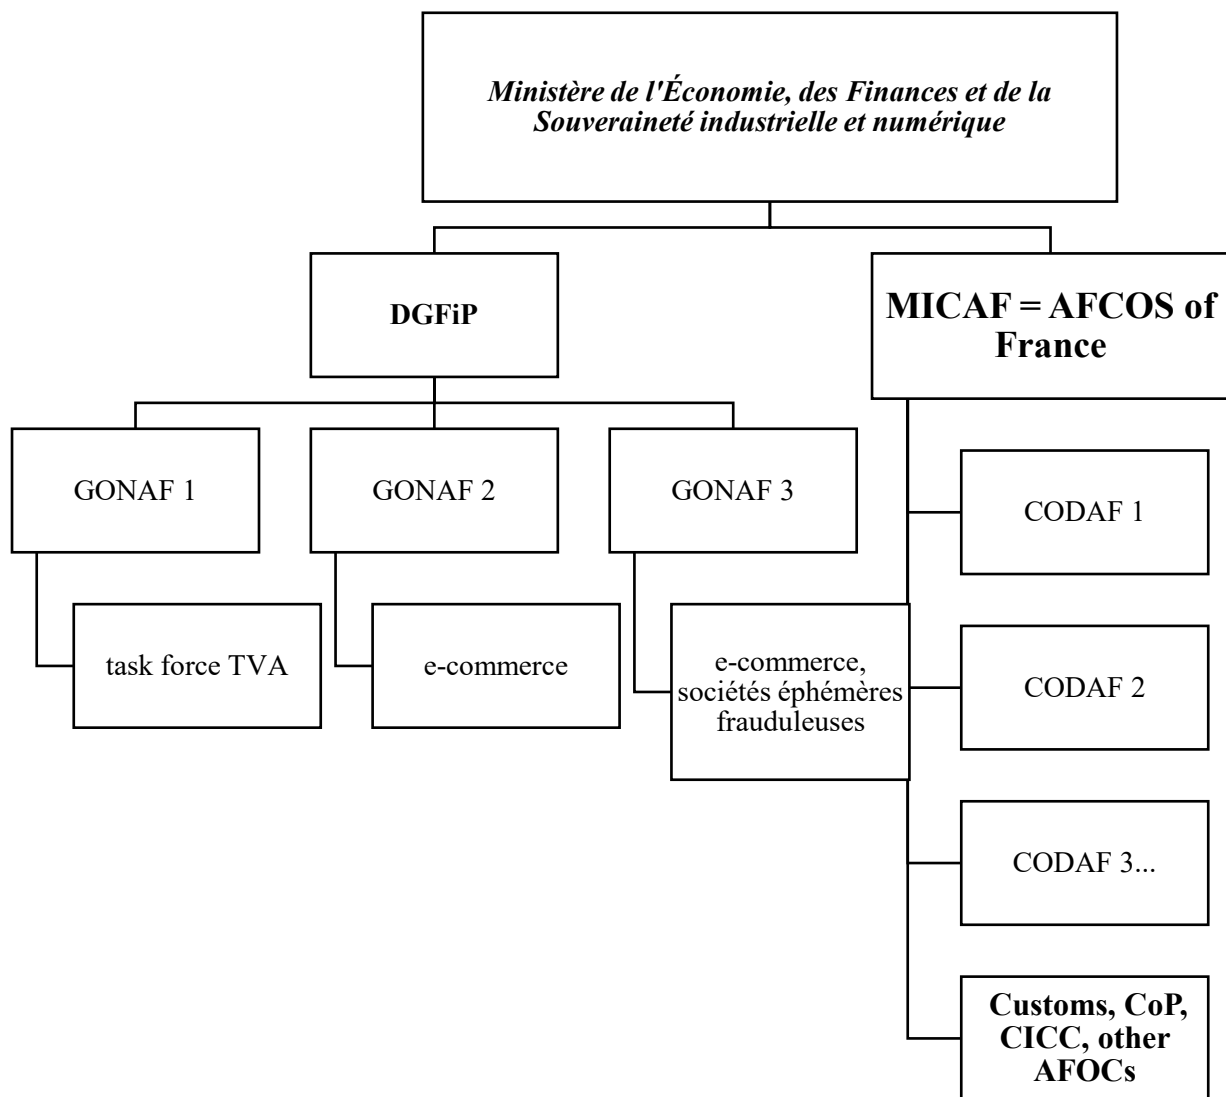 Ministère de l'Économie, des Finances et de la
Souveraineté industrielle et numérique
DGFiP
MICAF = AFCOS of
France
GONAF 1
GONAF 2
GONAF 3
task force TVA
e-commerce
e-commerce,
sociétés éphémères
frauduleuses
CODAF 1
CODAF 2
CODAF 3...
Customs, CoP,
CICC, other
AFOCs